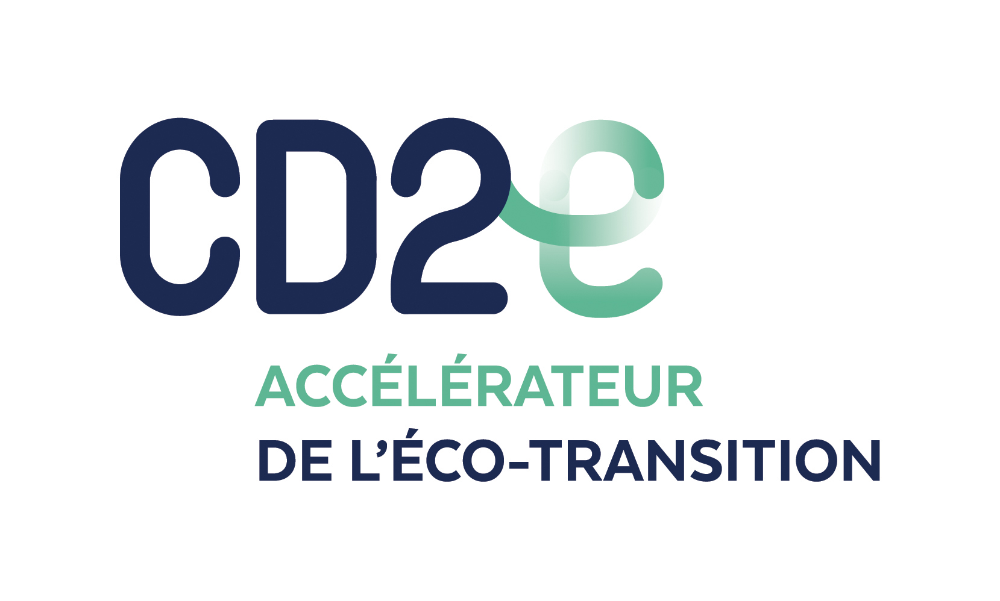 CD2e
ACCÉLÉRATEUR
DE L’ÉCO-TRANSITION